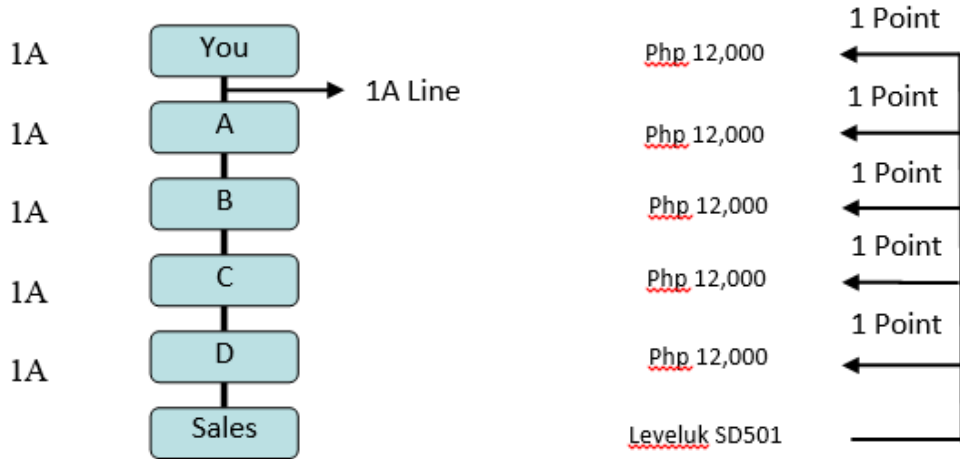 1 Point
1A You Php 12,000
1A Line
1 Point
1A A Php 12,000
1 Point
1A B Php 12,000
1 Point
1A C Php 12,000
1 Point
1A D Php 12,000
Sales Leveluk SD501